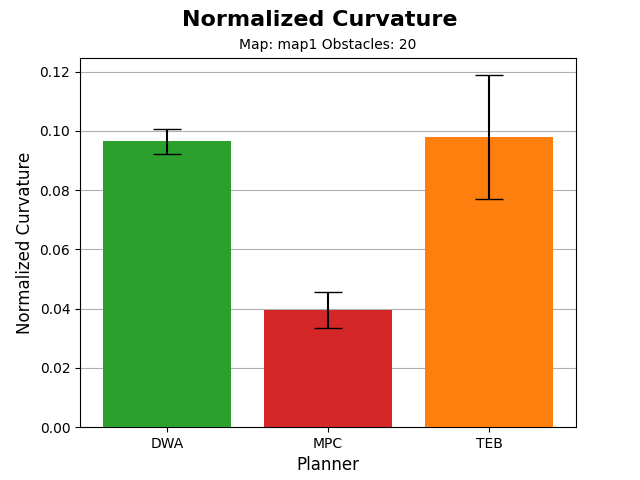 Normalized Curvature
Map: map1 Obstacles: 20
Normalized Curvature
0.12
0.10
0.08
0.06
0.04
0.02
0.00
DWA
MPC
TEB
Planner